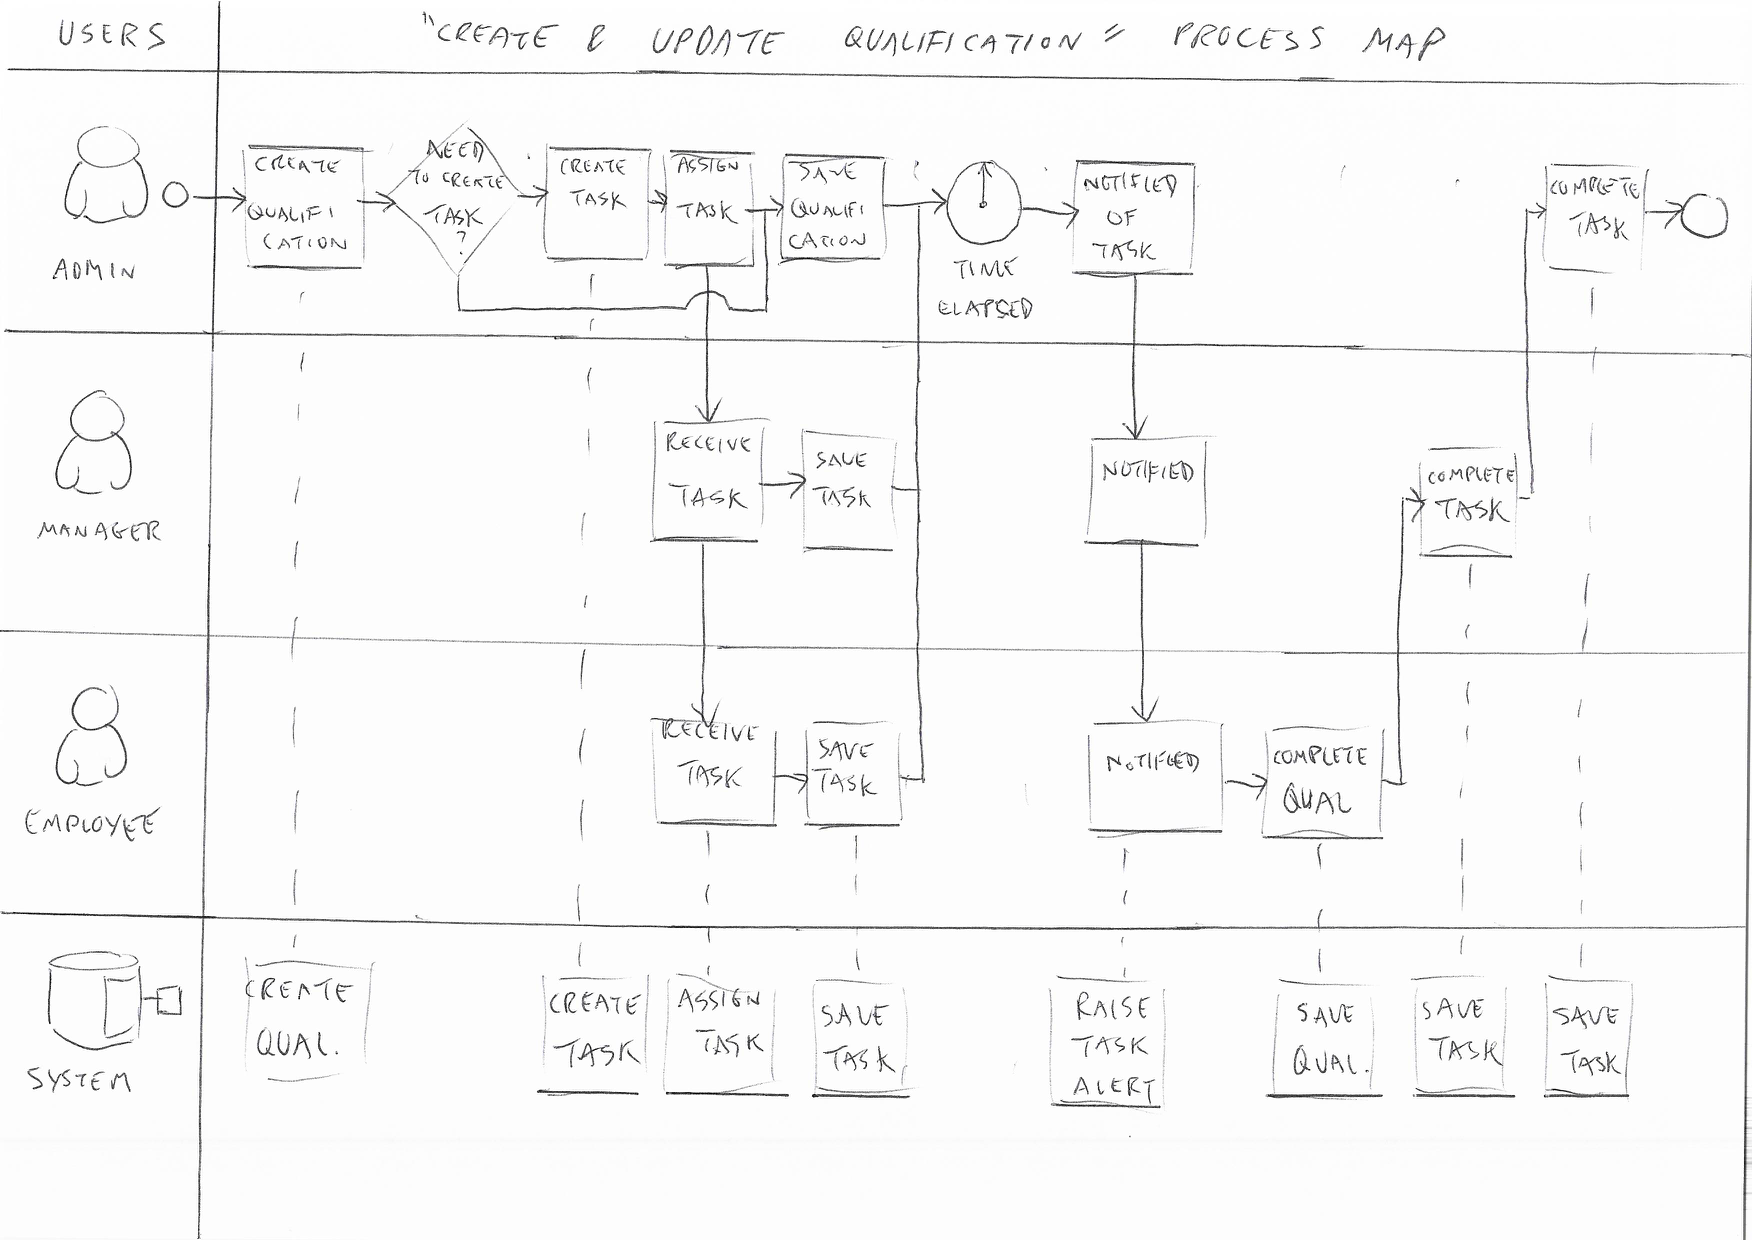 USERS
"CREATE & UPDATE QUALIFICATION" PROCESS MAP
ADMIN
CREATE
QUALIFI
CATION
NEED
TO CREATE
TASK
?
CREATE
TASK
ASSIGN
TASK
SAVE
QUALIFI
CATION
TIME
ELAPSED
NOTIFIED
OF
TASK
COMPLETE
TASK
MANAGER
RECEIVE
TASK
SAVE
TASK
NOTIFIED
COMPLETE
TASK
EMPLOYEE
RECEIVE
TASK
SAVE
TASK
NOTIFIED
COMPLETE
QUAL
SYSTEM
CREATE
QUAL.
CREATE
TASK
ASSIGN
TASK
SAVE
TASK
RAISE
TASK
ALERT
SAVE
QUAL.
SAVE
TASK
SAVE
TASK